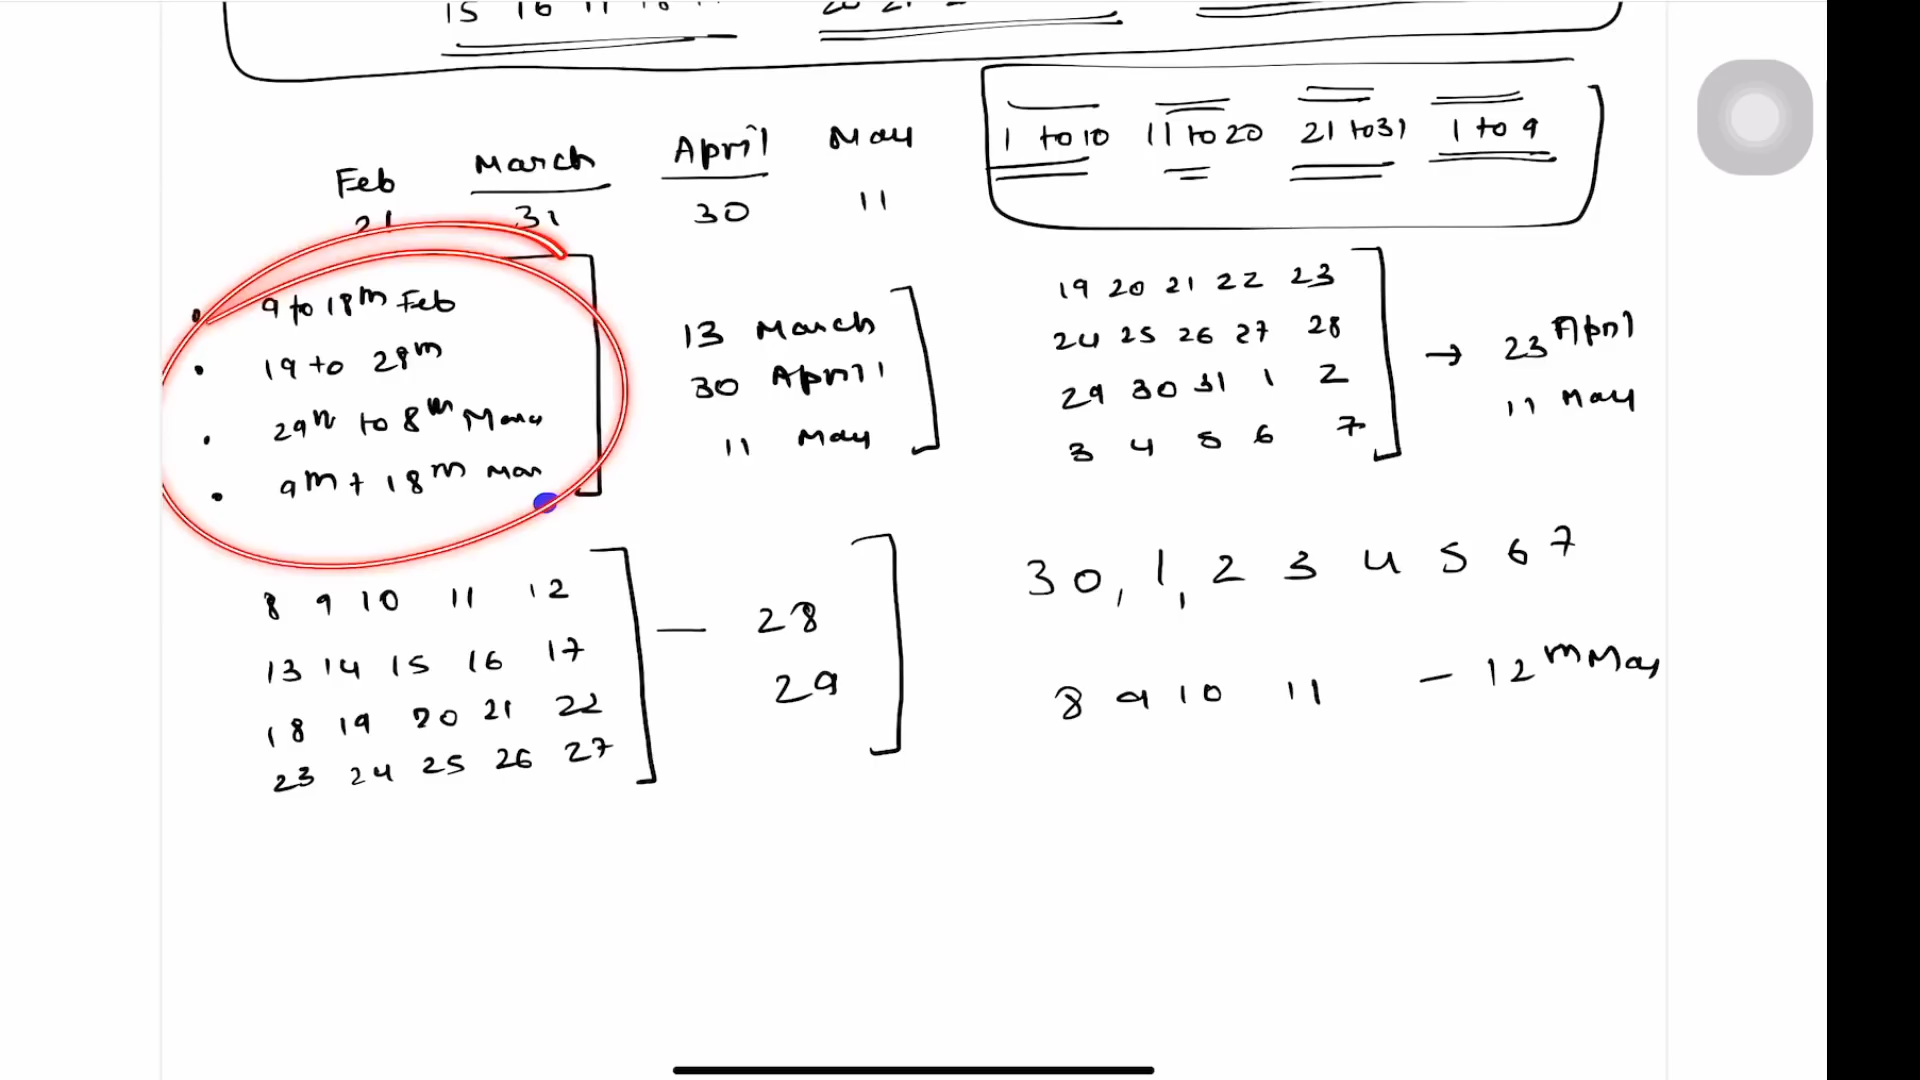 15 16
Feb March April May
21 31 30 11
1 to 10 11 to 20 21 to 31 1 to 9
9 to 18th Feb
19 to 28th
29th to 8th March
9th + 18th Mar
13 March
30 April
11 May
19 20 21 22 23
24 25 26 27 28
29 30 31 1 2
3 4 5 6 7
→ 23 April
11 May
8 9 10 11 12
13 14 15 16 17
18 19 20 21 22
23 24 25 26 27
— 28
29
30, 1, 2 3 4 5 6 7
8 9 10 11 – 12th May